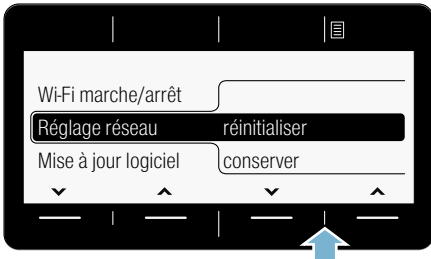 Wi-Fi marche/arrêt
Réglage réseau réinitialiser
Mise à jour logiciel conserver